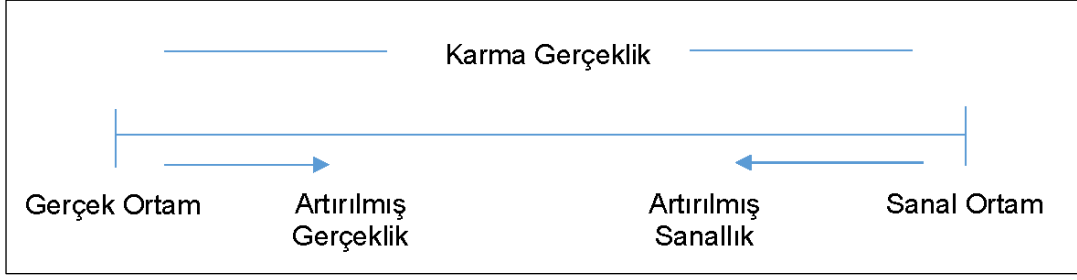 Karma Gerçeklik
Gerçek Ortam
Artırılmış
Gerçeklik
Artırılmış
Sanallık
Sanal Ortam